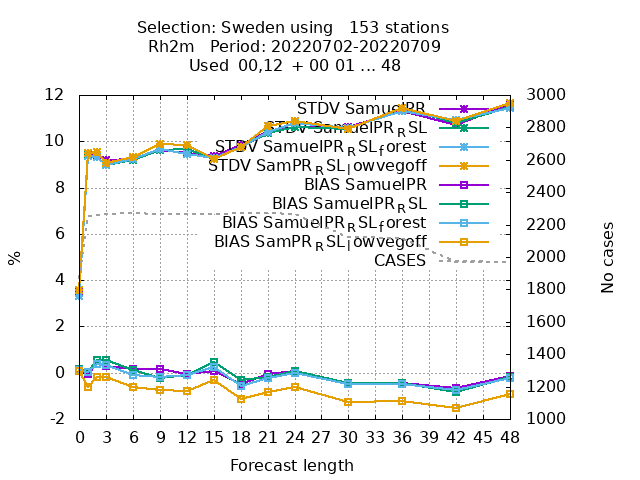 Selection: Sweden using   153 stations
Rh2m   Period: 20220702-20220709
Used  00,12  + 00 01 ... 48
STDV SamuelPR
STDV SamuelPR_RSL
STDV SamuelPR_RSL_forest
STDV SamPR_RSL_lowvegoff
BIAS SamuelPR
BIAS SamuelPR_RSL
BIAS SamuelPR_RSL_forest
BIAS SamPR_RSL_lowvegoff
CASES
12
10
8
6
4
2
0
-2
%
3000
2800
2600
2400
2200
2000
1800
1600
1400
1200
1000
No cases
0 3 6 9 12 15 18 21 24 27 30 33 36 39 42 45 48
Forecast length